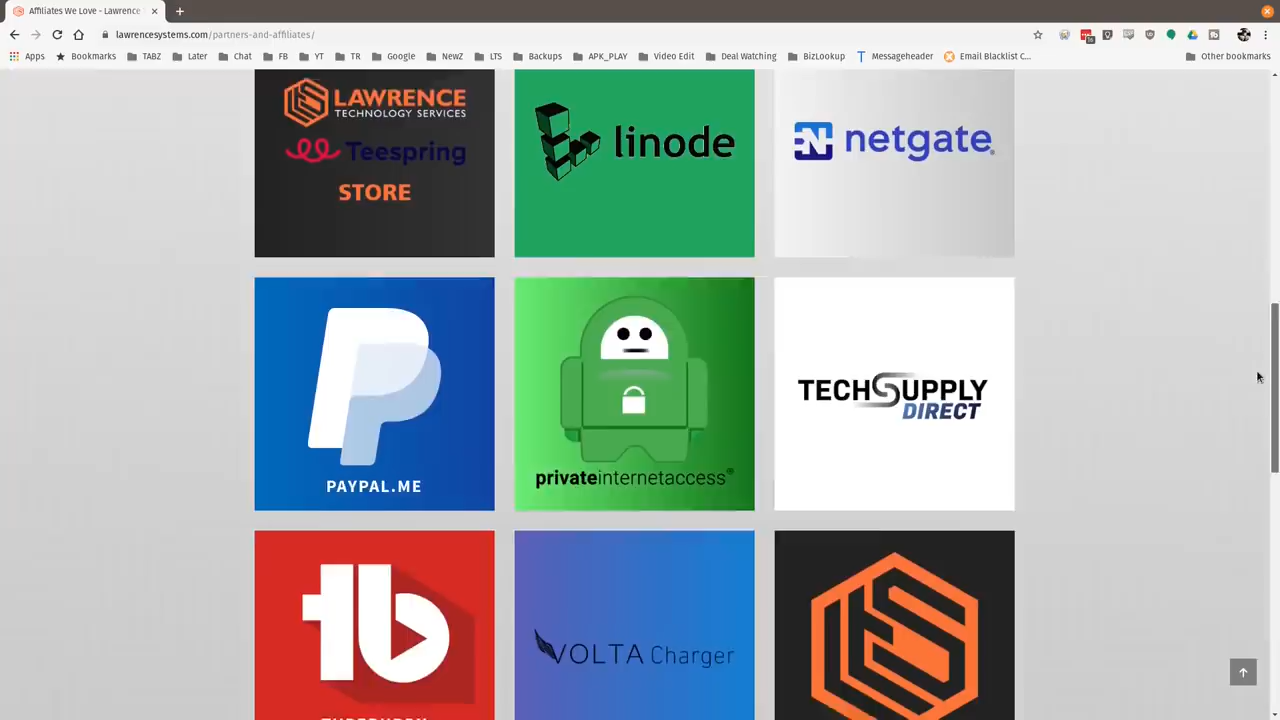 Affiliates We Love - Lawrence
lawrencesystems.com/partners-and-affiliates/
Apps
Bookmarks
TABZ
Later
Chat
FB
YT
TR
Google
NewZ
LTS
Backups
APK_PLAY
Video Edit
Deal Watching
BizLookup
Messageheader
Email Blacklist C...
Other bookmarks
LAWRENCE
TECHNOLOGY SERVICES
Teespring
STORE
linode
netgate
PAYPAL.ME
privateinternetaccess®
TECHSUPPLY
DIRECT
tb
VOLTA Charger